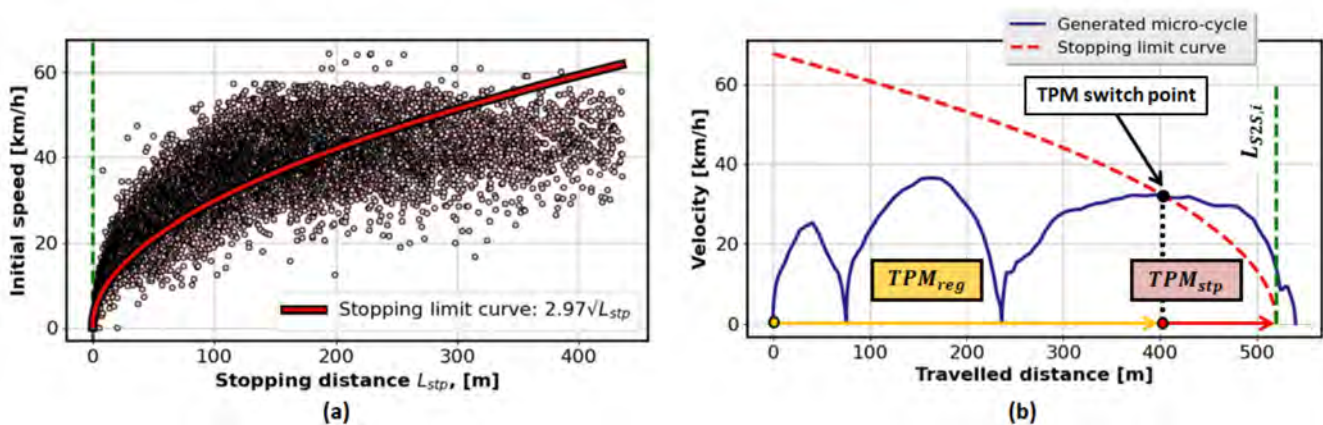 Initial speed [km/h]
60
40
20
0
Stopping limit curve: 2.97√L_stp
0 100 200 300 400
Stopping distance L_stp, [m]
(a)
Generated micro-cycle
Stopping limit curve
Velocity [km/h]
60
40
20
0
TPM switch point
L_S2S,i
TPM_reg
TPM_stp
0 100 200 300 400 500
Travelled distance [m]
(b)